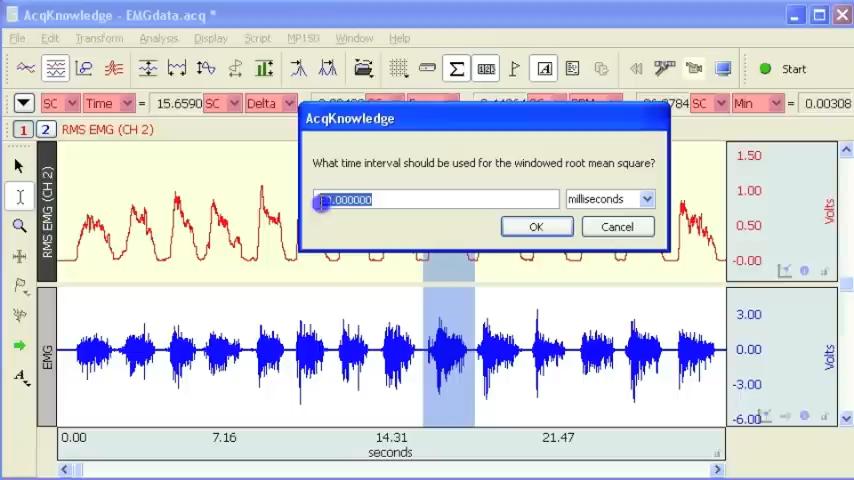 AcqKnowledge - EMGdata.acq *
File Edit Transform Analysis Display Script MP150 Window Help
Start
SC Time = 15.6590 SC Delta SC Min = 0.00308
1 2 RMS EMG (CH 2)
AcqKnowledge
What time interval should be used for the windowed root mean square?
milliseconds
OK Cancel
RMS EMG (CH 2)
1.50
1.00
0.50
-0.00
Volts
EMG
3.00
0.00
-3.00
-6.00
Volts
0.00 7.16 14.31 21.47
seconds